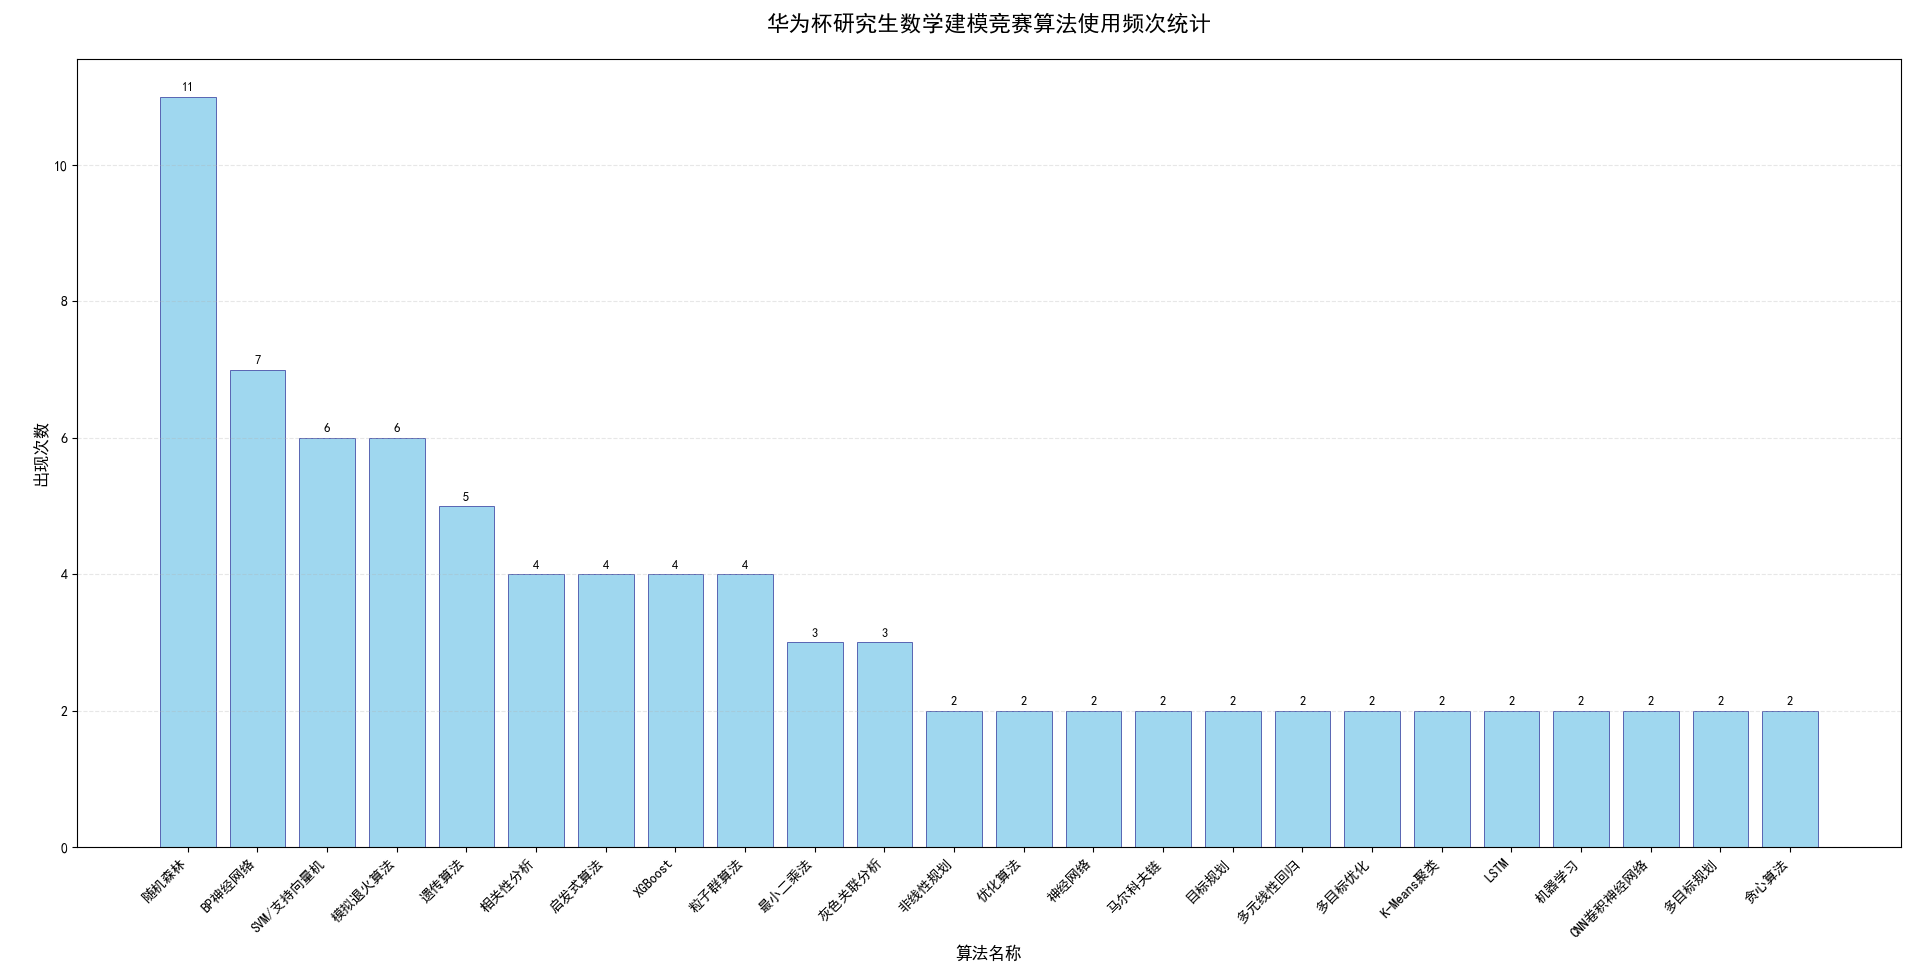 华为杯研究生数学建模竞赛算法使用频次统计
11
10
8
7
6
6
6
5
4
4
4
4
4
3
3
2
2
2
2
2
2
2
2
2
2
2
2
2
2
0
出现次数
随机森林
BP神经网络
SVM/支持向量机
模拟退火算法
遗传算法
相关性分析
启发式算法
XGBoost
粒子群算法
最小二乘法
灰色关联分析
非线性规划
优化算法
神经网络
马尔科夫链
目标规划
多元线性回归
多目标优化
K-Means聚类
LSTM
机器学习
CNN卷积神经网络
多目标规划
贪心算法
算法名称